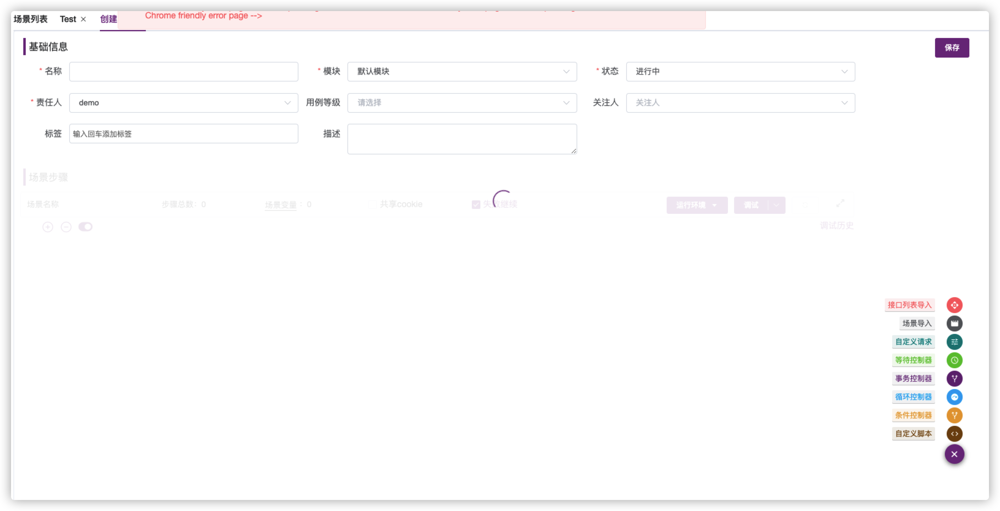 场景列表 Test × 创建
Chrome friendly error page -->
基础信息
保存
* 名称
* 模块 默认模块
* 状态 进行中
* 责任人 demo
用例等级 请选择
关注人 关注人
标签 输入回车添加标签
描述
场景步骤
场景名称 步骤总数：0 场景变量：0 共享cookie 失败继续 运行环境 调试
调试历史
接口列表导入
场景导入
自定义请求
等待控制器
事务控制器
循环控制器
条件控制器
自定义脚本